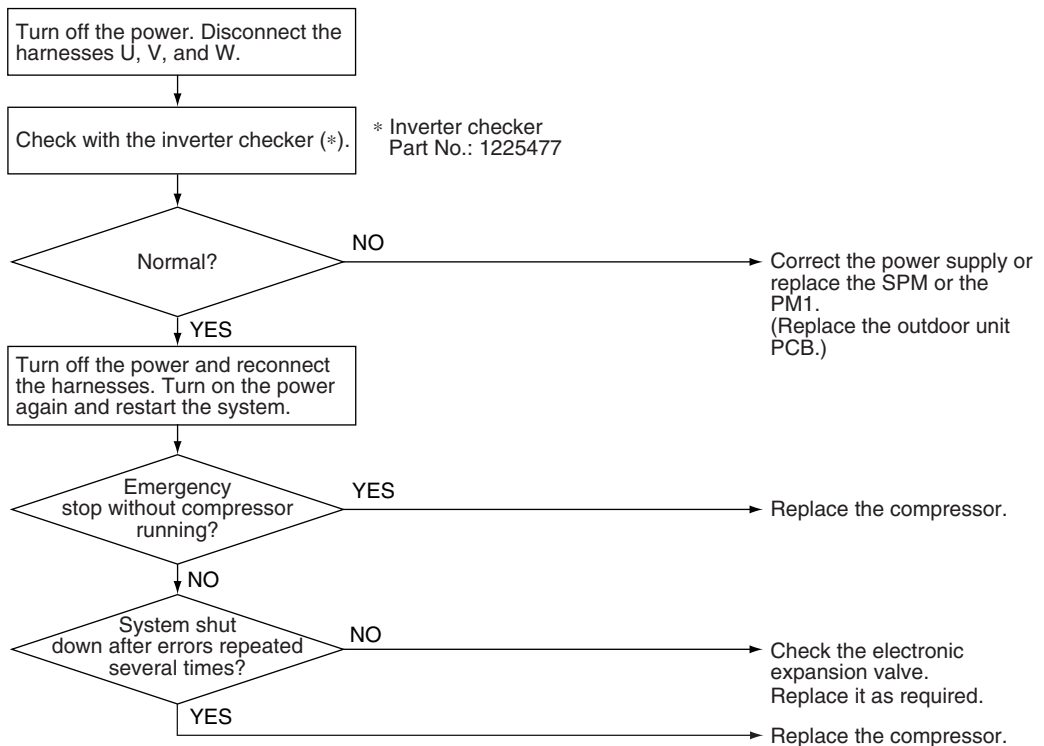 Turn off the power. Disconnect the
harnesses U, V, and W.
Check with the inverter checker (*).
* Inverter checker
Part No.: 1225477
Normal?
NO
Correct the power supply or
replace the SPM or the
PM1.
(Replace the outdoor unit
PCB.)
YES
Turn off the power and reconnect
the harnesses. Turn on the power
again and restart the system.
Emergency
stop without compressor
running?
YES
Replace the compressor.
NO
System shut
down after errors repeated
several times?
NO
Check the electronic
expansion valve.
Replace it as required.
YES
Replace the compressor.